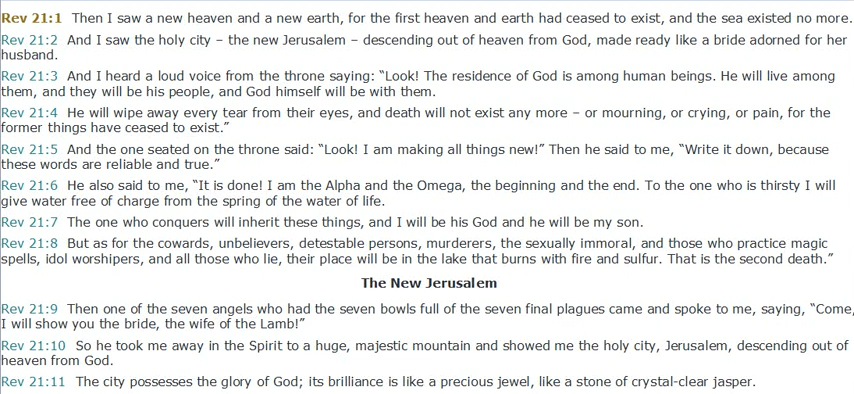 Rev 21:1 Then I saw a new heaven and a new earth, for the first heaven and earth had ceased to exist, and the sea existed no more.
Rev 21:2 And I saw the holy city – the new Jerusalem – descending out of heaven from God, made ready like a bride adorned for her
husband.
Rev 21:3 And I heard a loud voice from the throne saying: “Look! The residence of God is among human beings. He will live among
them, and they will be his people, and God himself will be with them.
Rev 21:4 He will wipe away every tear from their eyes, and death will not exist any more – or mourning, or crying, or pain, for the
former things have ceased to exist.”
Rev 21:5 And the one seated on the throne said: “Look! I am making all things new!” Then he said to me, “Write it down, because
these words are reliable and true.”
Rev 21:6 He also said to me, “It is done! I am the Alpha and the Omega, the beginning and the end. To the one who is thirsty I will
give water free of charge from the spring of the water of life.
Rev 21:7 The one who conquers will inherit these things, and I will be his God and he will be my son.
Rev 21:8 But as for the cowards, unbelievers, detestable persons, murderers, the sexually immoral, and those who practice magic
spells, idol worshipers, and all those who lie, their place will be in the lake that burns with fire and sulfur. That is the second death.”
The New Jerusalem
Rev 21:9 Then one of the seven angels who had the seven bowls full of the seven final plagues came and spoke to me, saying, “Come,
I will show you the bride, the wife of the Lamb!”
Rev 21:10 So he took me away in the Spirit to a huge, majestic mountain and showed me the holy city, Jerusalem, descending out of
heaven from God.
Rev 21:11 The city possesses the glory of God; its brilliance is like a precious jewel, like a stone of crystal-clear jasper.